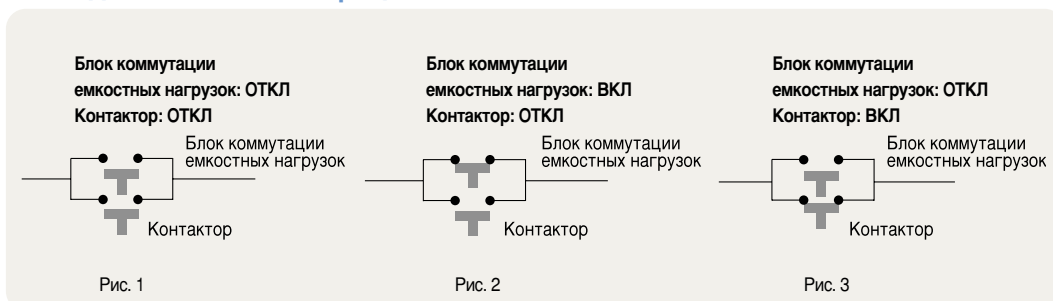 Блок коммутации
емкостных нагрузок: ОТКЛ
Контактор: ОТКЛ
Блок коммутации
емкостных нагрузок
Контактор
Рис. 1
Блок коммутации
емкостных нагрузок: ВКЛ
Контактор: ОТКЛ
Блок коммутации
емкостных нагрузок
Контактор
Рис. 2
Блок коммутации
емкостных нагрузок: ОТКЛ
Контактор: ВКЛ
Блок коммутации
емкостных нагрузок
Контактор
Рис. 3